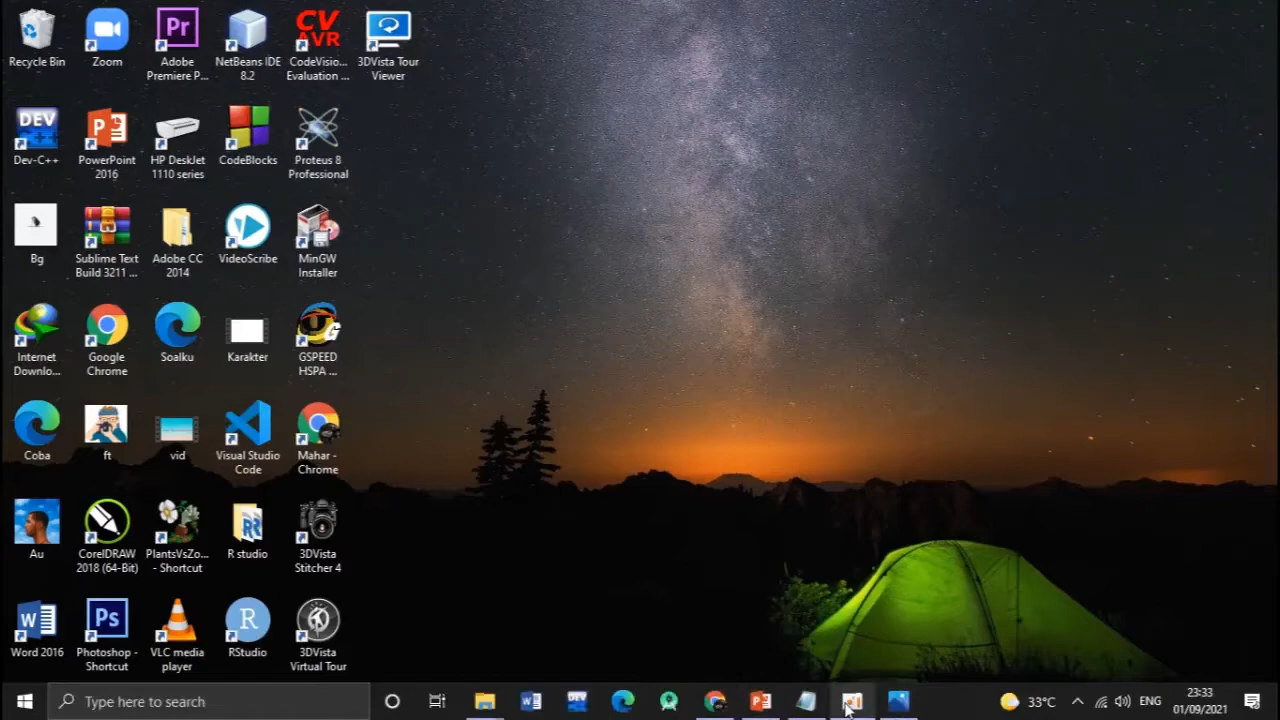 Recycle Bin
Zoom
Adobe
Premiere P...
NetBeans IDE
8.2
CodeVision...
Evaluation ...
3DVista Tour
Viewer
Dev-C++
PowerPoint
2016
HP DeskJet
1110 series
CodeBlocks
Proteus 8
Professional
Bg
Sublime Text
Build 3211 ...
Adobe CC
2014
VideoScribe
MinGW
Installer
Internet
Downlo...
Google
Chrome
Soalku
Karakter
GSPEED
HSPA ...
Coba
ft
vid
Visual Studio
Code
Mahar -
Chrome
Au
CorelDRAW
2018 (64-Bit)
PlantsVsZo...
- Shortcut
R studio
3DVista
Stitcher 4
Word 2016
Photoshop -
Shortcut
VLC media
player
RStudio
3DVista
Virtual Tour
Type here to search
33°C
ENG
23:33
01/09/2021